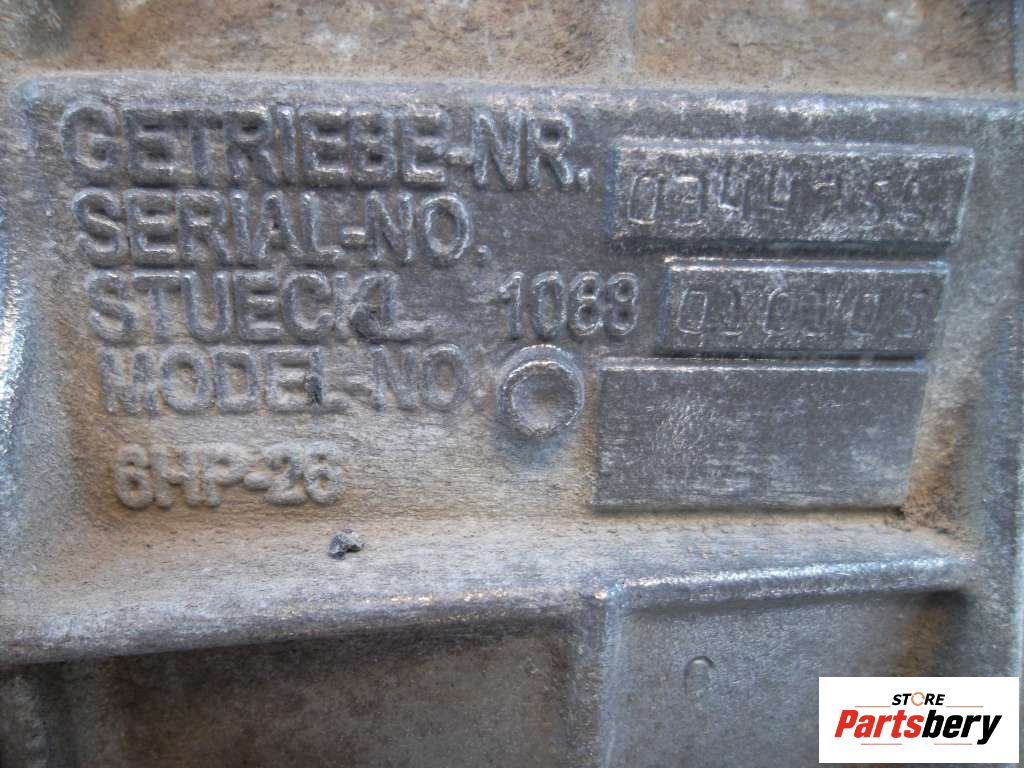 GETRIEBE-NR.
SERIAL-NO.
STUECKL. 1088
MODEL-NO.
6HP-26
C
STORE
Partsbery